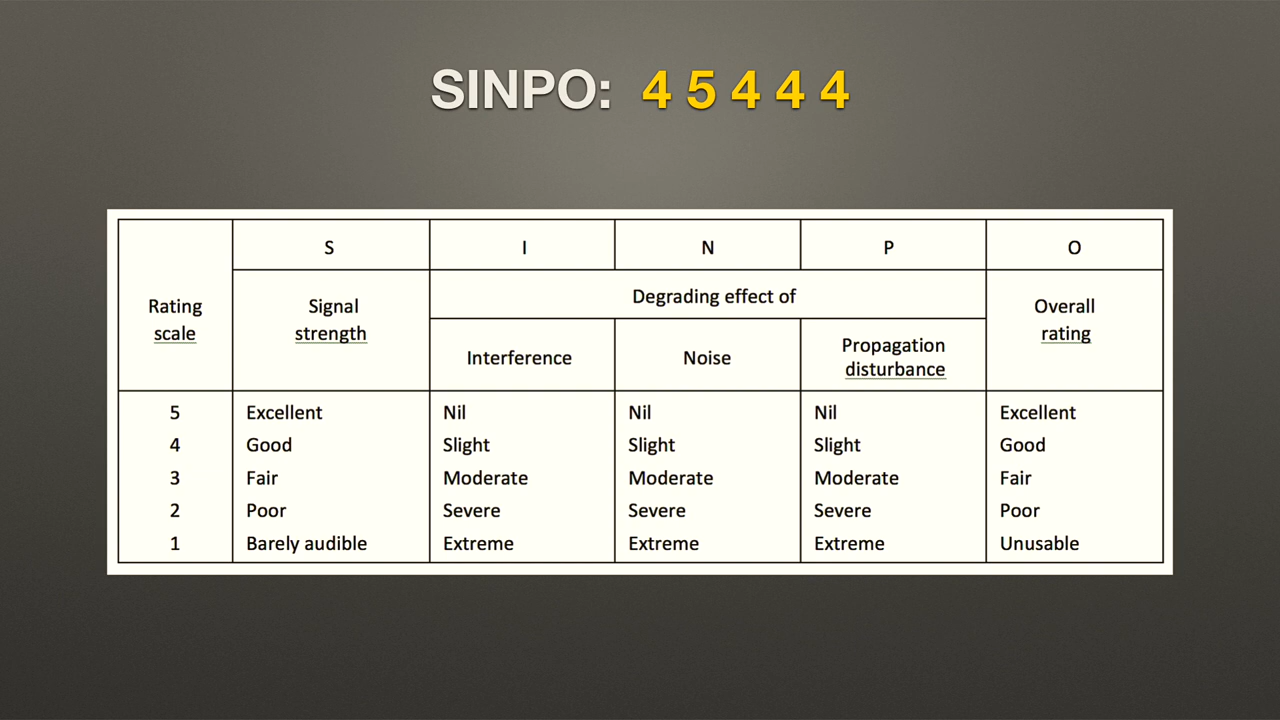 SINPO: 4 5 4 4 4
S I N P O
Rating scale
Signal strength
Degrading effect of
Overall rating
Interference Noise Propagation disturbance
5 Excellent Nil Nil Nil Excellent
4 Good Slight Slight Slight Good
3 Fair Moderate Moderate Moderate Fair
2 Poor Severe Severe Severe Poor
1 Barely audible Extreme Extreme Extreme Unusable